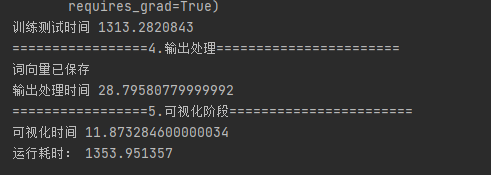 requires_grad=True)
训练测试时间 1313.2820843
=================4.输出处理=======================
词向量已保存
输出处理时间 28.79580779999992
=================5.可视化阶段=======================
可视化时间 11.873284600000034
运行耗时： 1353.951357